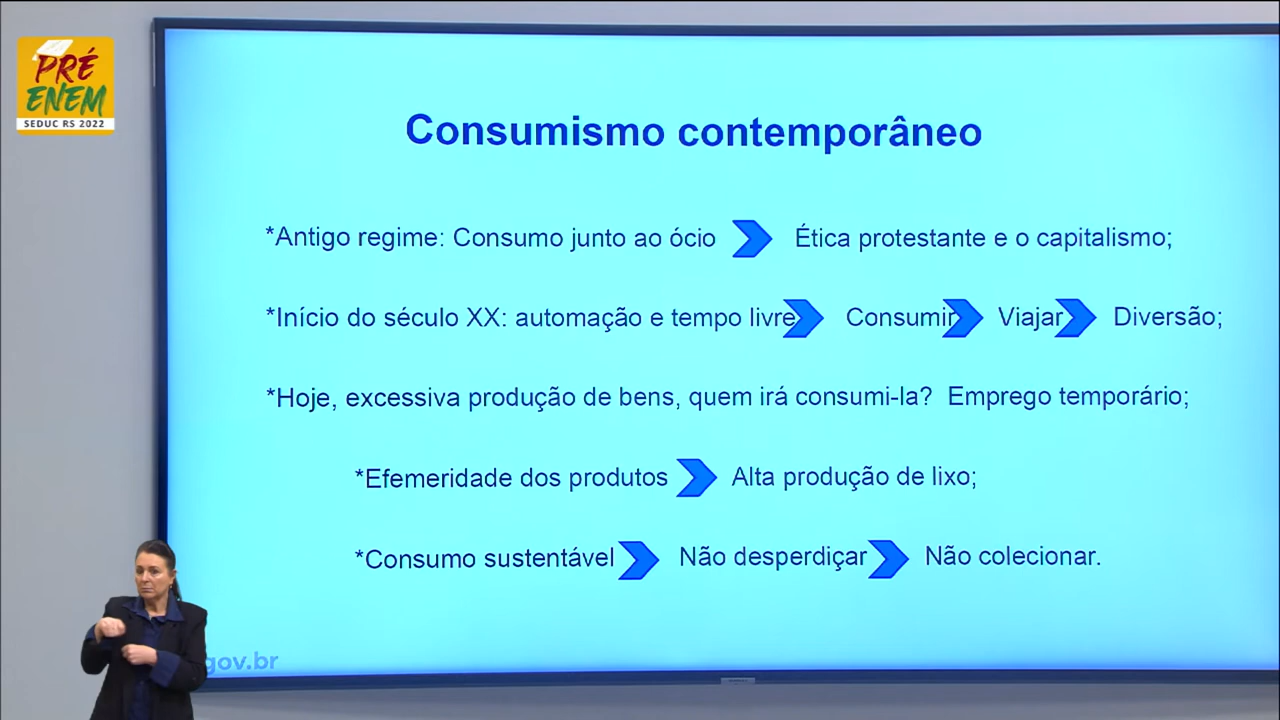 PRÉ
ENEM
SEDUC RS 2022
Consumismo contemporâneo
*Antigo regime: Consumo junto ao ócio Ética protestante e o capitalismo;
*Início do século XX: automação e tempo livre Consumir Viajar Diversão;
*Hoje, excessiva produção de bens, quem irá consumi-la? Emprego temporário;
*Efemeridade dos produtos Alta produção de lixo;
*Consumo sustentável Não desperdiçar Não colecionar.
gov.br